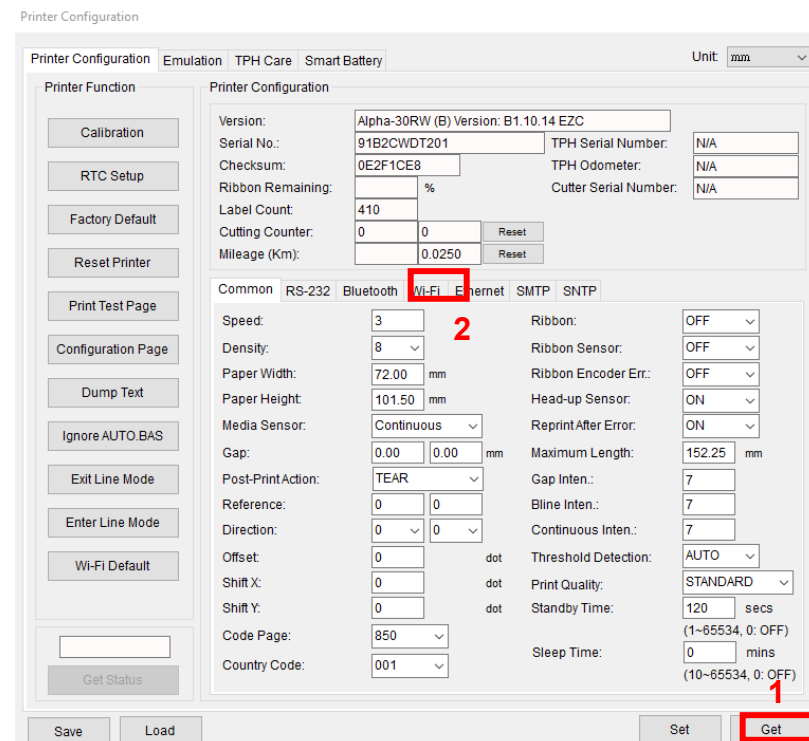 Printer Configuration
Printer Configuration Emulation TPH Care Smart Battery Unit: mm
Printer Function Printer Configuration
Calibration
RTC Setup
Factory Default
Reset Printer
Print Test Page
Configuration Page
Dump Text
Ignore AUTO.BAS
Exit Line Mode
Enter Line Mode
Wi-Fi Default
Get Status
Version: Alpha-30RW (B) Version: B1.10.14 EZC
Serial No.: 91B2CWDT201 TPH Serial Number: N/A
Checksum: 0E2F1CE8 TPH Odometer: N/A
Ribbon Remaining: % Cutter Serial Number: N/A
Label Count: 410
Cutting Counter: 0 0 Reset
Mileage (Km): 0.0250 Reset
Common RS-232 Bluetooth Wi-Fi Ethernet SMTP SNTP
2
Speed: 3 Ribbon: OFF
Density: 8 Ribbon Sensor: OFF
Paper Width: 72.00 mm Ribbon Encoder Err.: OFF
Paper Height: 101.50 mm Head-up Sensor: ON
Media Sensor: Continuous Reprint After Error: ON
Gap: 0.00 0.00 mm Maximum Length: 152.25 mm
Post-Print Action: TEAR Gap Inten.: 7
Reference: 0 0 Bline Inten.: 7
Direction: 0 0 Continuous Inten.: 7
Offset: 0 dot Threshold Detection: AUTO
Shift X: 0 dot Print Quality: STANDARD
Shift Y: 0 dot Standby Time: 120 secs
(1~65534, 0: OFF)
Code Page: 850 Sleep Time: 0 mins
Country Code: 001 (10~65534, 0: OFF)
1
Save Load Set Get